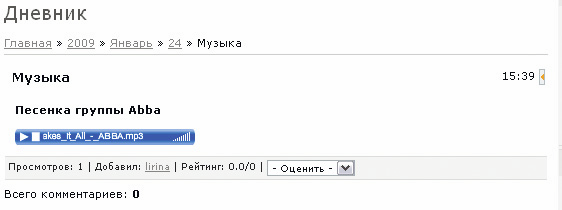 Дневник
Главная » 2009 » Январь » 24 » Музыка
Музыка 15:39
Песенка группы Abba
akes_It_All_-_ABBA.mp3
Просмотров: 1 | Добавил: lirina | Рейтинг: 0.0/0 | - Оценить -
Всего комментариев: 0